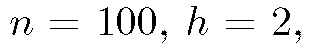 n = 100, h = 2,